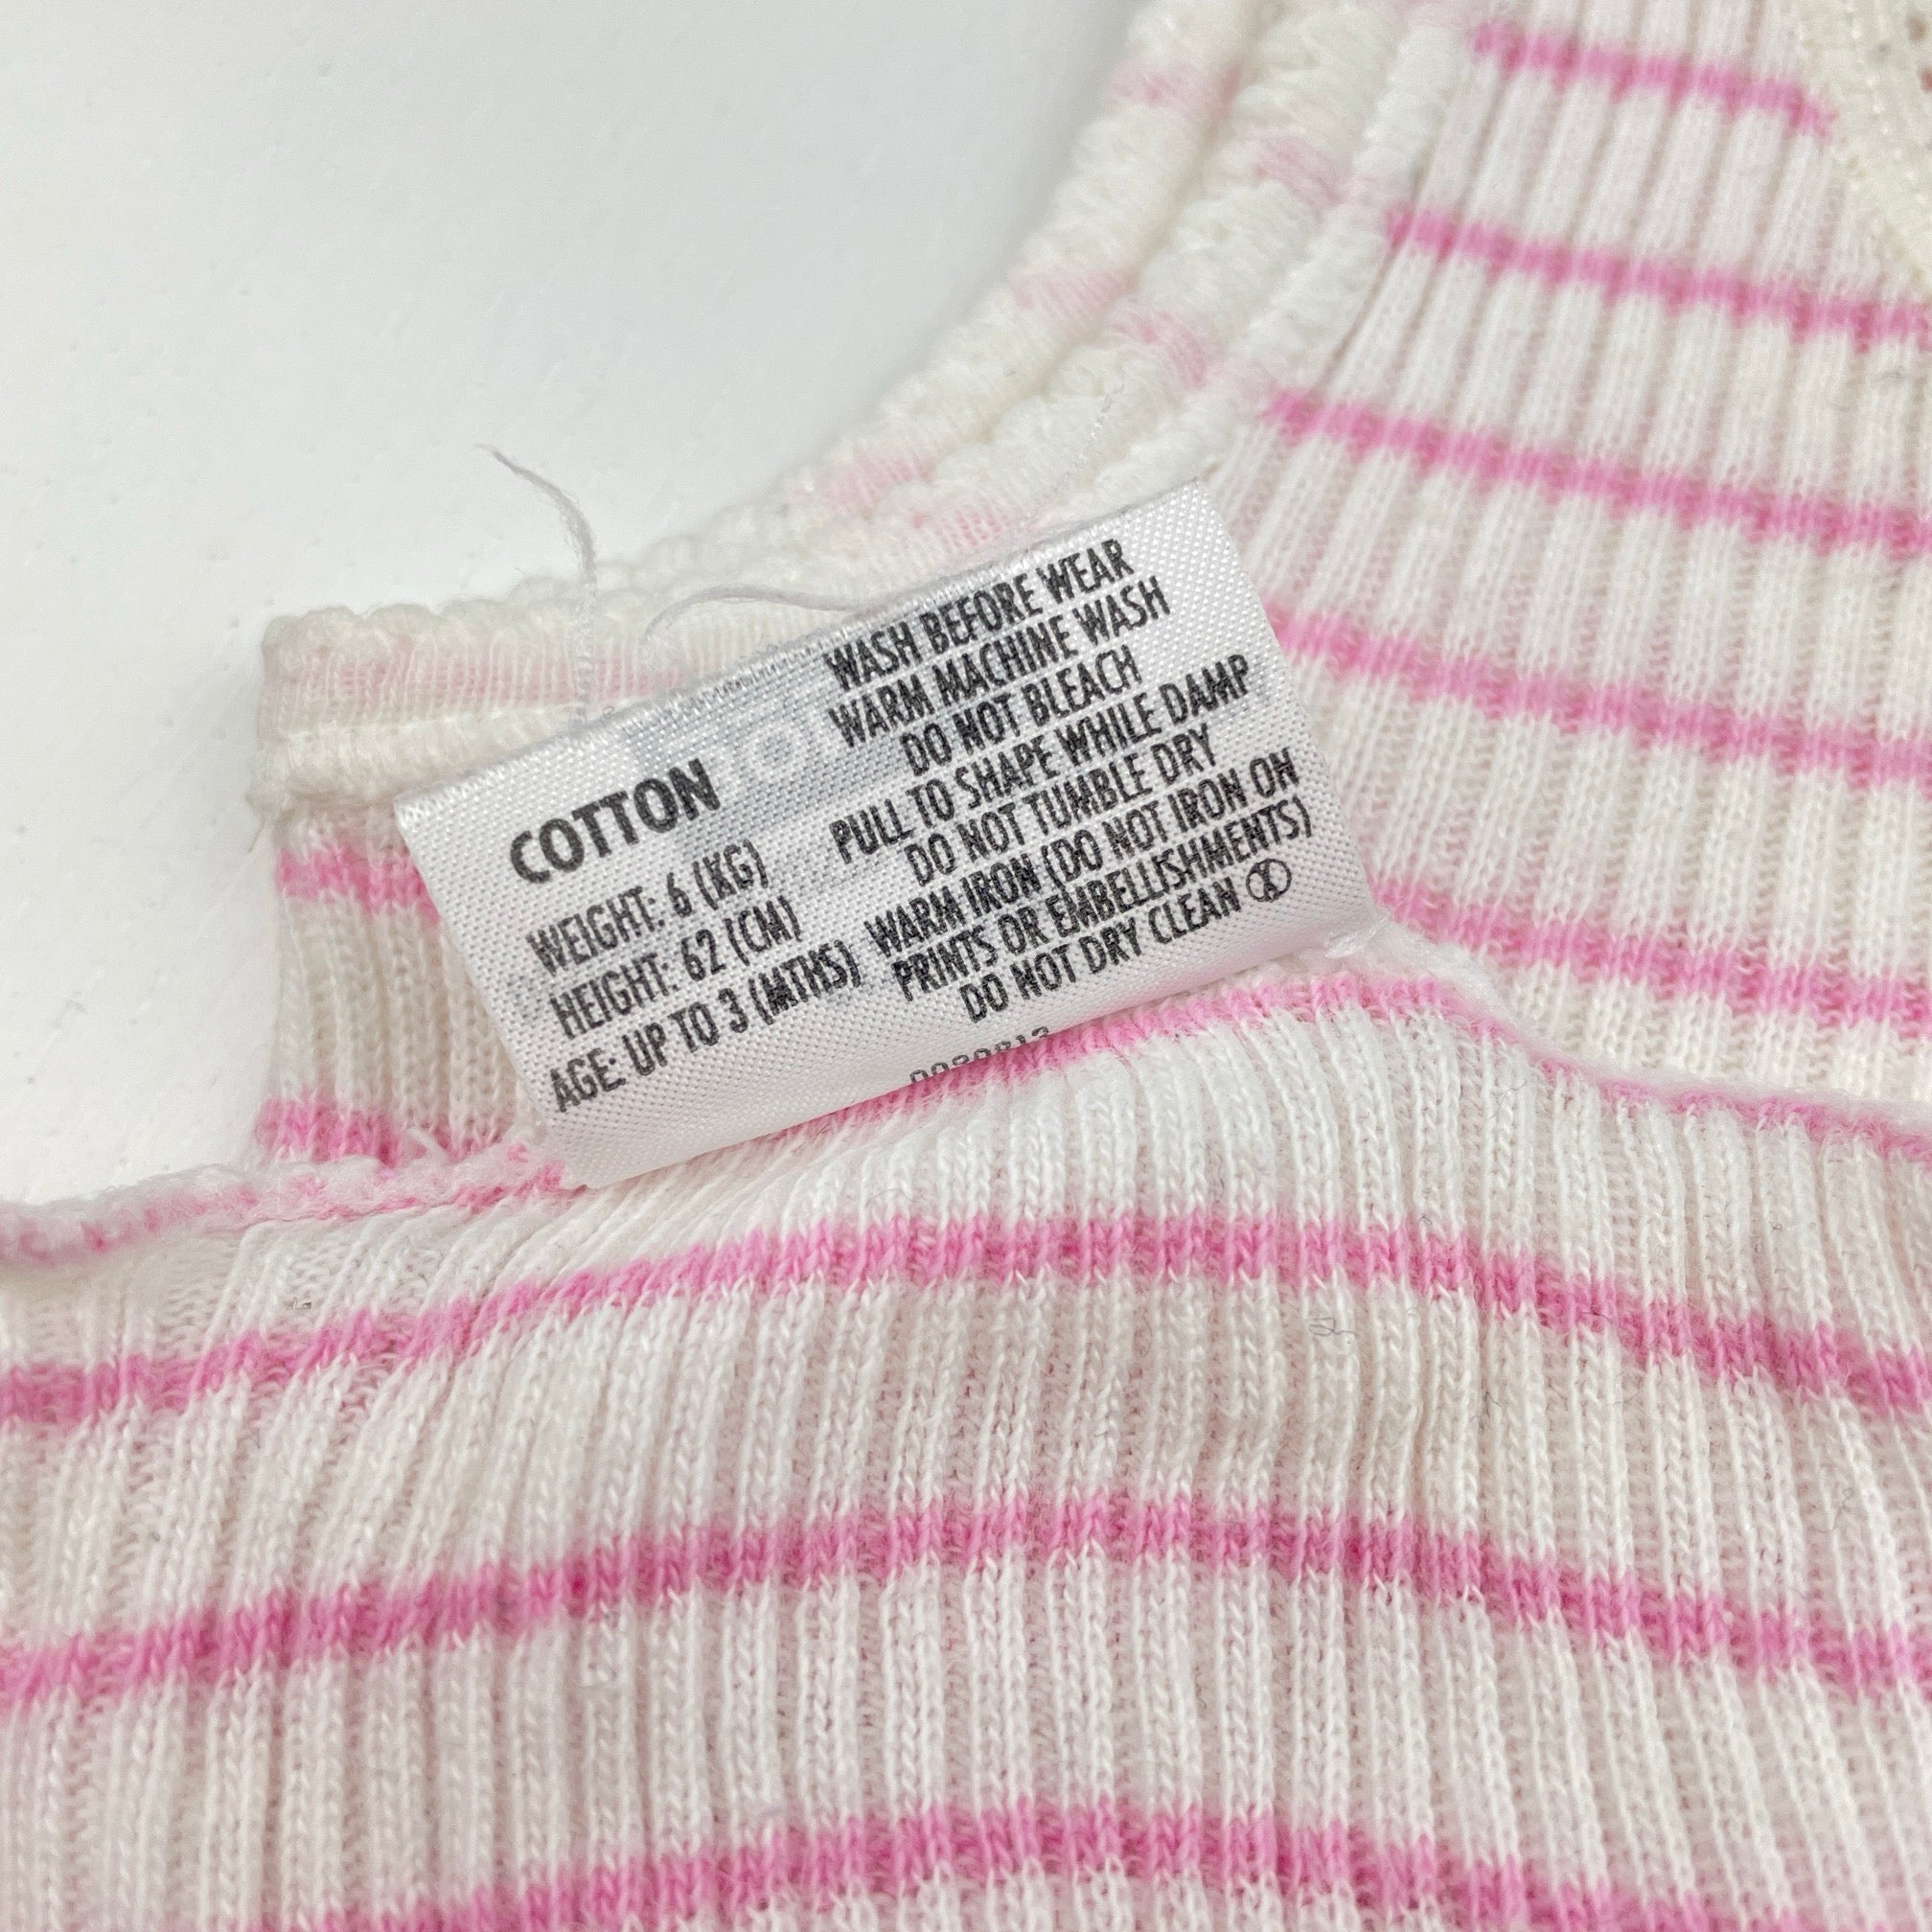 COTTON
WEIGHT: 6 (KG)
HEIGHT: 62 (CM)
AGE: UP TO 3 (MTHS)
WASH BEFORE WEAR
WARM MACHINE WASH
DO NOT BLEACH
PULL TO SHAPE WHILE DAMP
DO NOT TUMBLE DRY
WARM IRON (DO NOT IRON ON
PRINTS OR EMBELLISHMENTS)
DO NOT DRY CLEAN